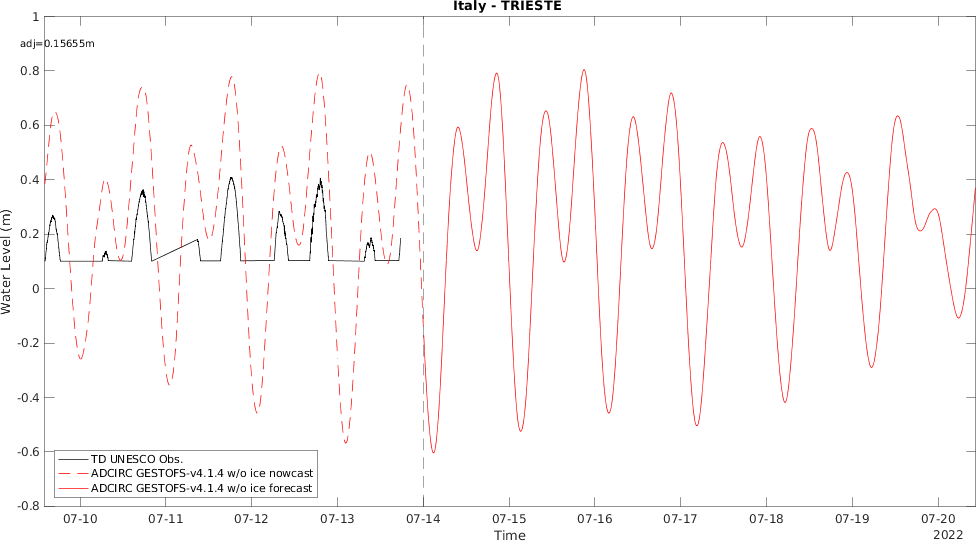 Italy - TRIESTE
adj=0.15655m
1
0.8
0.6
0.4
0.2
0
-0.2
-0.4
-0.6
-0.8
Water Level (m)
TD UNESCO Obs.
ADCIRC GESTOFS-v4.1.4 w/o ice nowcast
ADCIRC GESTOFS-v4.1.4 w/o ice forecast
07-10 07-11 07-12 07-13 07-14 07-15 07-16 07-17 07-18 07-19 07-20
Time
2022